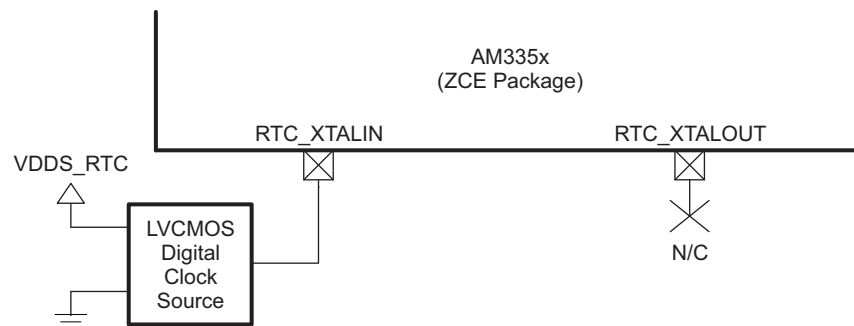 AM335x
(ZCE Package)
RTC_XTALIN
RTC_XTALOUT
VDDS_RTC
LVCMOS
Digital
Clock
Source
N/C